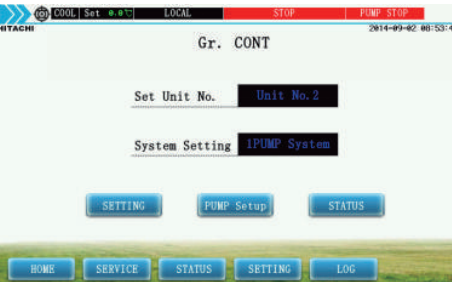 COOL Set 0.0℃ LOCAL STOP PUMP STOP
HITACHI 2014-09-02 08:53:4
Gr. CONT
Set Unit No. Unit No.2
System Setting 1PUMP System
SETTING PUMP Setup STATUS
HOME SERVICE STATUS SETTING LOG